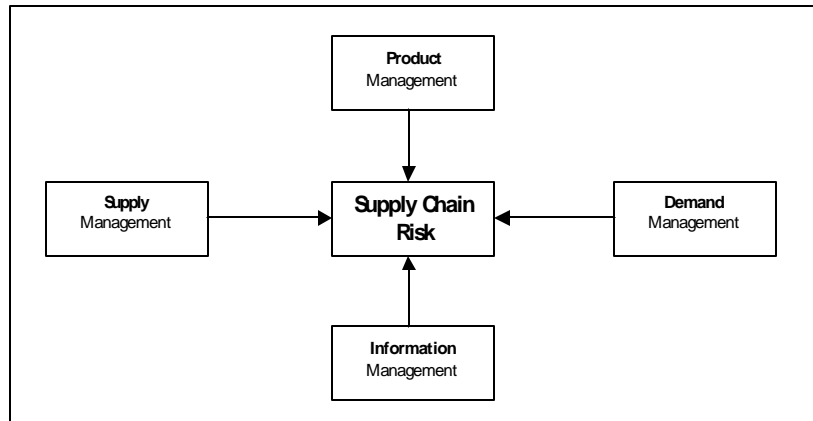 Product
Management
Supply
Management
Supply Chain
Risk
Demand
Management
Information
Management